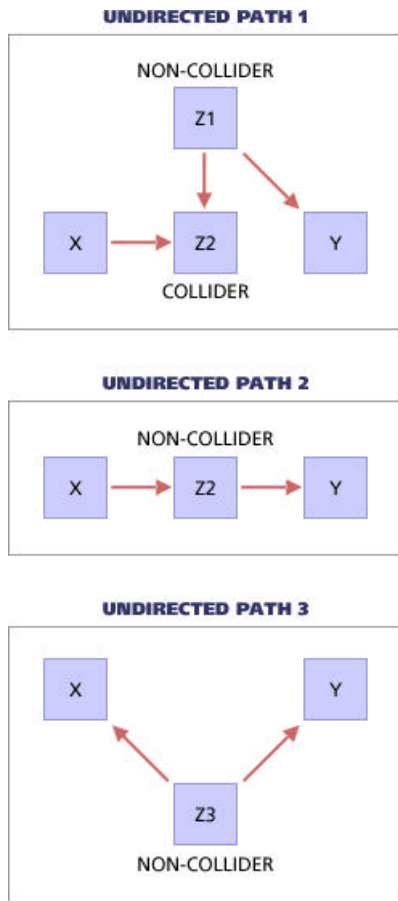 UNDIRECTED PATH 1
NON-COLLIDER
Z1
X Z2 Y
COLLIDER
UNDIRECTED PATH 2
NON-COLLIDER
X Z2 Y
UNDIRECTED PATH 3
X Y
Z3
NON-COLLIDER